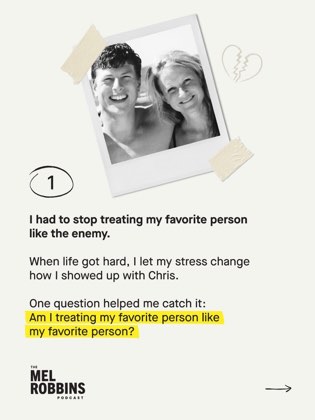 1
I had to stop treating my favorite person
like the enemy.
When life got hard, I let my stress change
how I showed up with Chris.
One question helped me catch it:
Am I treating my favorite person like
my favorite person?
THE
MEL
ROBBINS
PODCAST